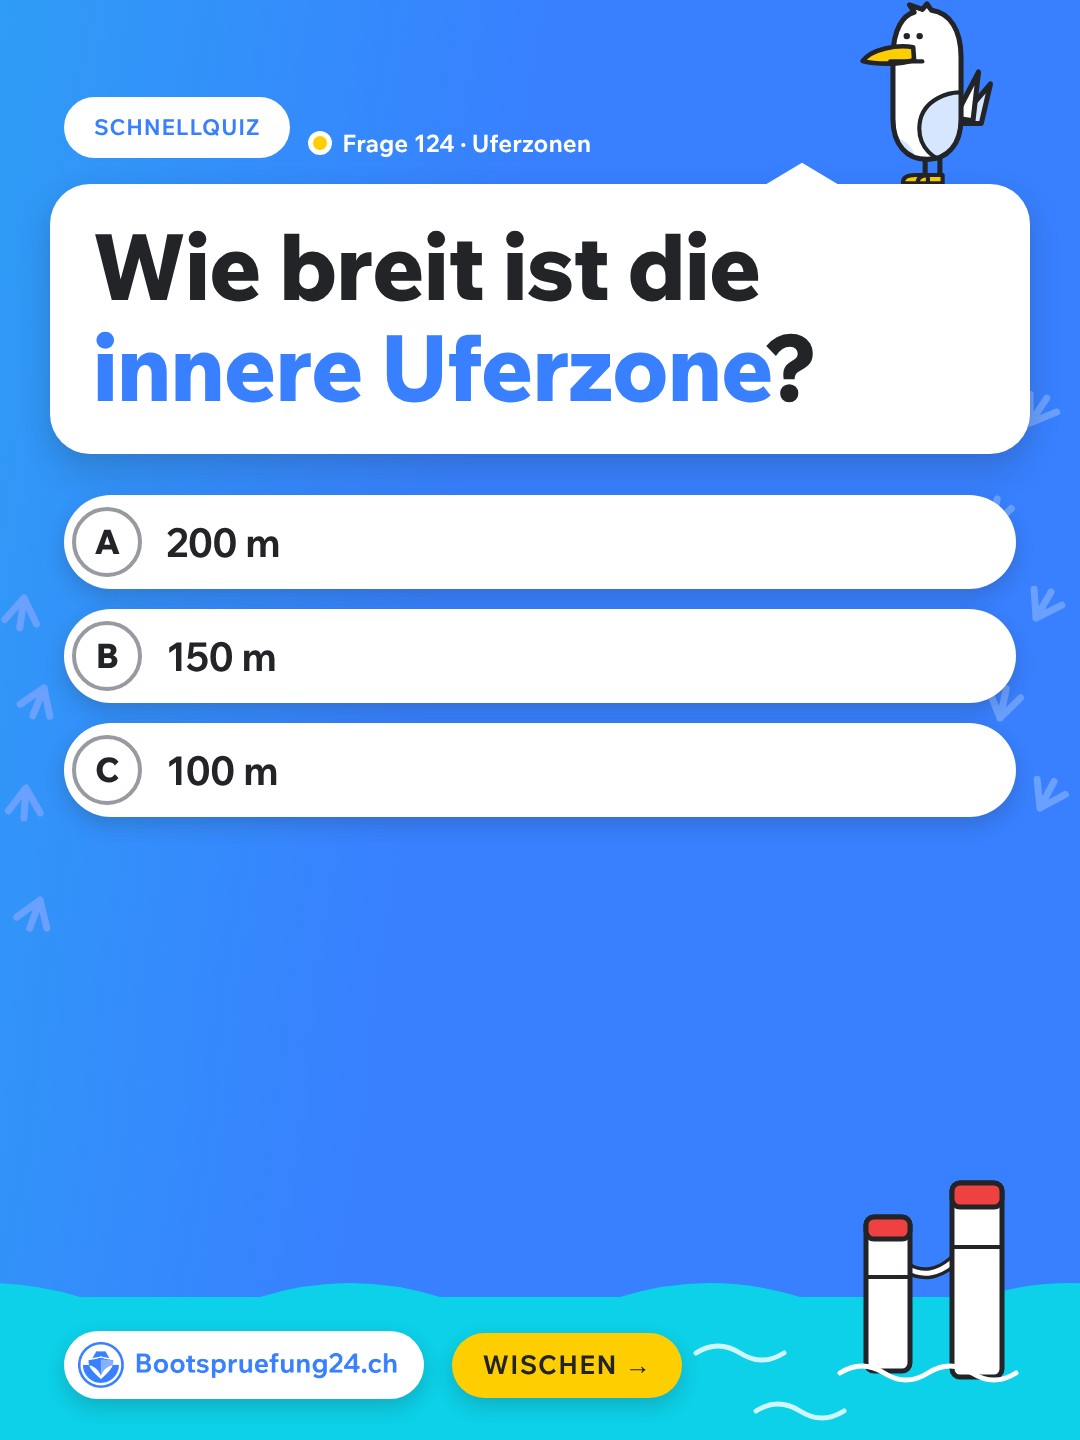 SCHNELLQUIZ
Frage 124 · Uferzonen
Wie breit ist die
innere Uferzone?
A 200 m
B 150 m
C 100 m
Bootspruefung24.ch
WISCHEN →